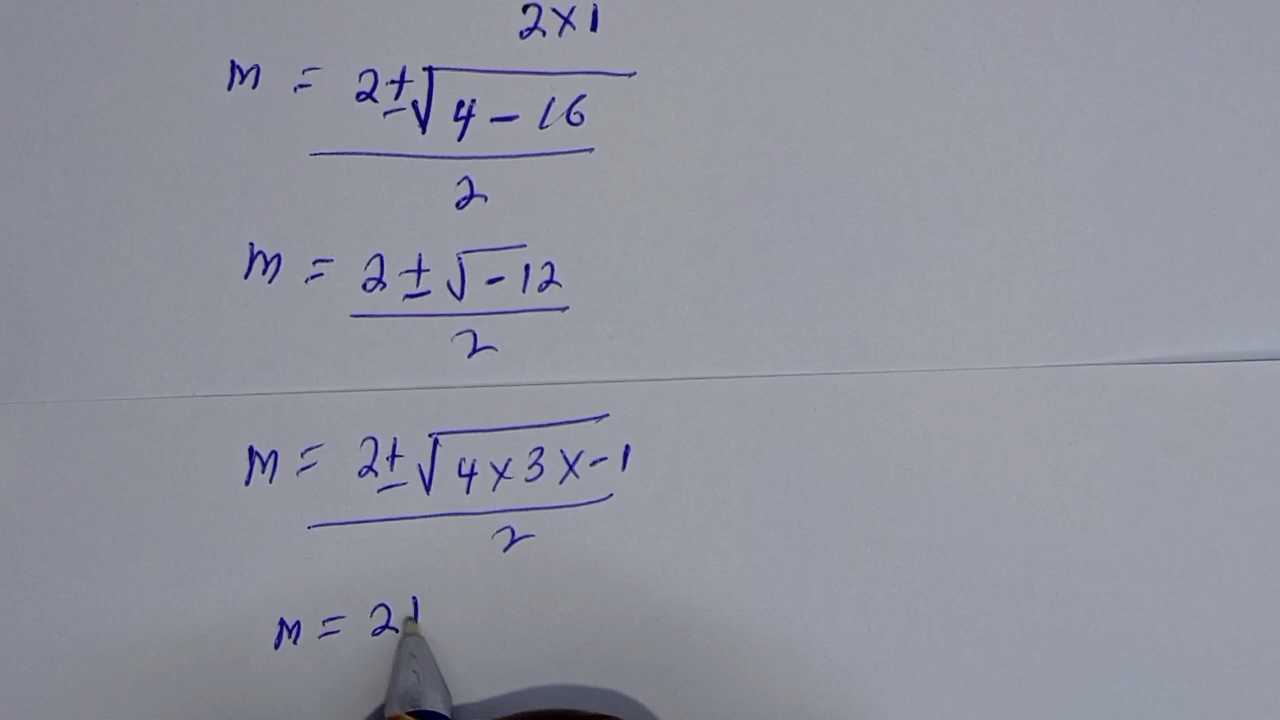 2×1
m = 2±√4-16
2
m = 2±√-12
2
m = 2±√4×3×-1
2
m = 2